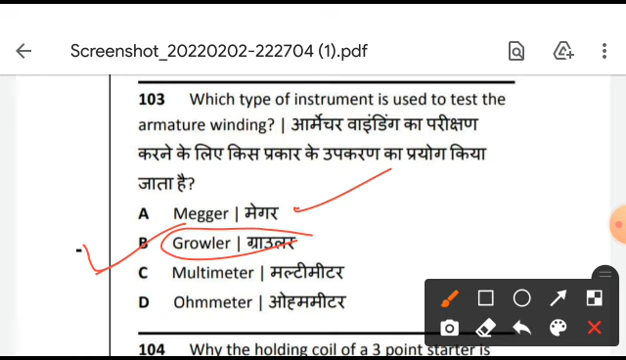 Screenshot_20220202-222704 (1).pdf
103 Which type of instrument is used to test the
armature winding? | आर्मेचर वाइंडिंग का परीक्षण
करने के लिए किस प्रकार के उपकरण का प्रयोग किया
जाता है?
A Megger | मेगर
B Growler | ग्राउलर
C Multimeter | मल्टीमीटर
D Ohmmeter | ओहममीटर
104 Why the holding coil of a 3 point starter is